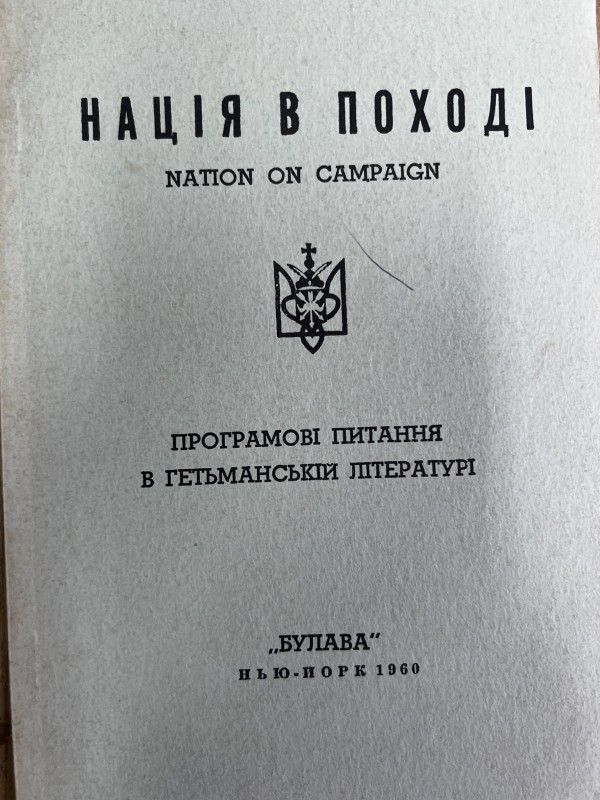 НАЦІЯ В ПОХОДІ
NATION ON CAMPAIGN
ПРОГРАМОВІ ПИТАННЯ
В ГЕТЬМАНСЬКІЙ ЛІТЕРАТУРІ
„БУЛАВА“
НЬЮ-ЙОРК 1960